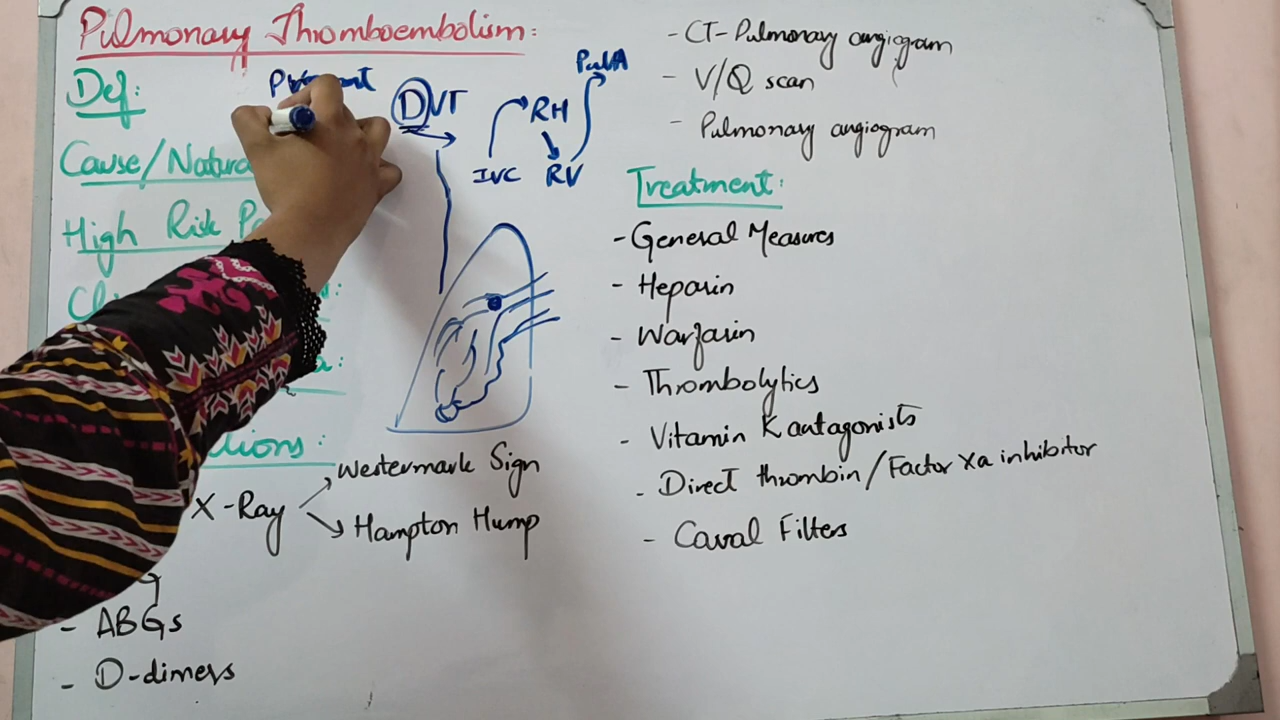 Pulmonary Thromboembolism:
Def:
DVT
IVC
RH
RV
PulA
Cause/Natura
High Risk
X-Ray
Westermark Sign
Hampton Hump
- ABGs
- D-dimers
- CT-Pulmonary angiogram
- V/Q scan
- Pulmonary angiogram
Treatment:
- General Measures
- Heparin
- Warfarin
- Thrombolytics
- Vitamin K antagonists
- Direct thrombin/Factor Xa inhibitor
- Caval Filters